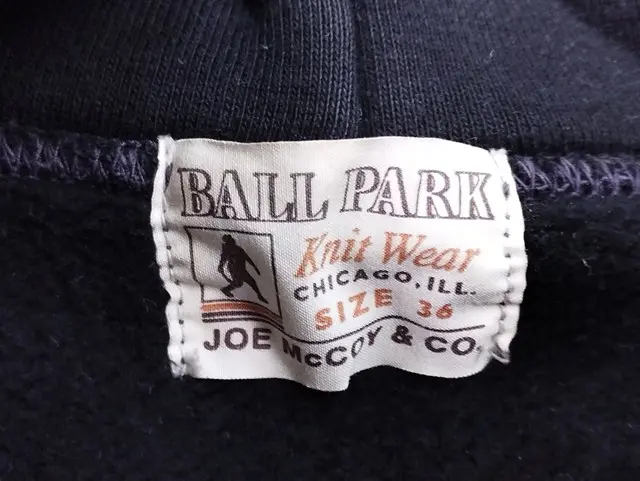 BALL PARK
Knit Wear
CHICAGO, ILL.
SIZE 36
JOE McCOY & CO.